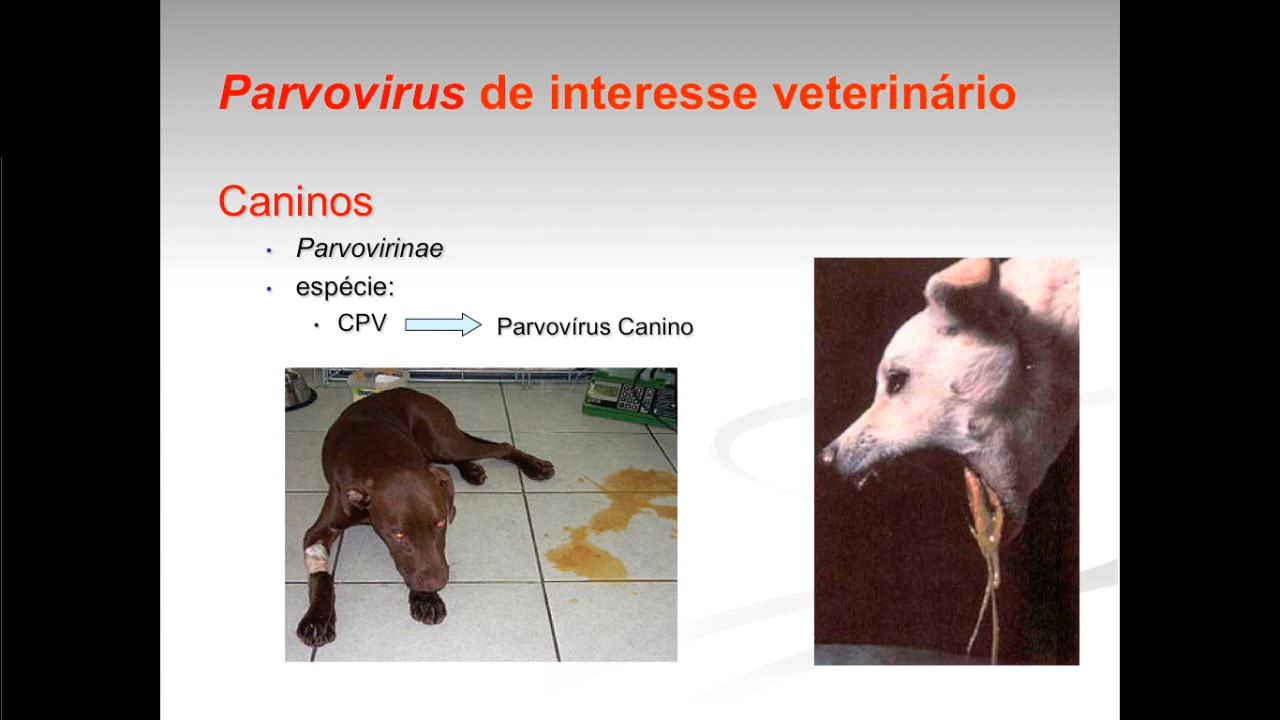 Parvovirus de interesse veterinário
Caninos
• Parvovirinae
• espécie:
• CPV
Parvovírus Canino